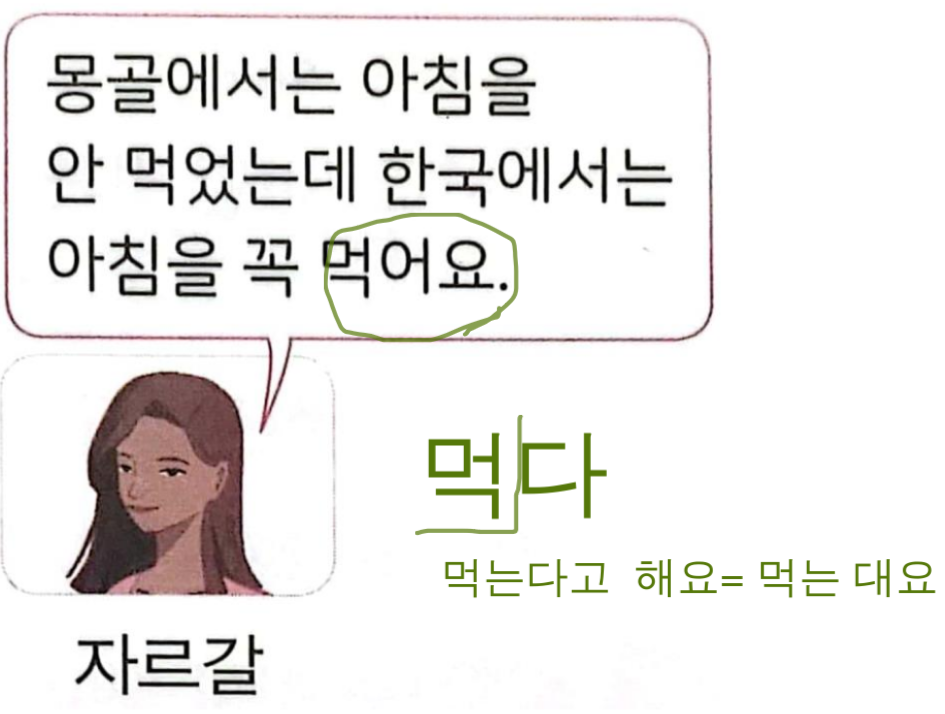 몽골에서는 아침을
안 먹었는데 한국에서는
아침을 꼭 먹어요.
먹다
먹는다고 해요= 먹는 대요
자르갈